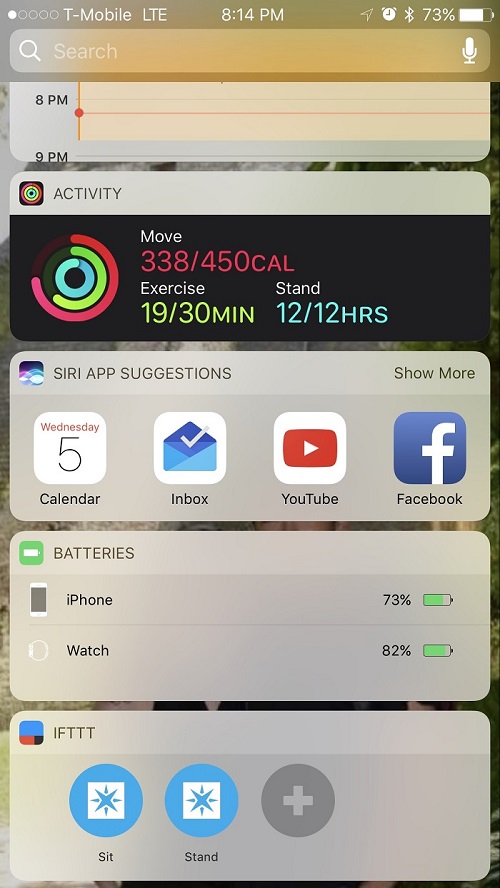 T-Mobile LTE 8:14 PM 73%
Search
8 PM
9 PM
ACTIVITY
Move
338/450CAL
Exercise Stand
19/30MIN 12/12HRS
SIRI APP SUGGESTIONS Show More
Wednesday
5
Calendar Inbox YouTube Facebook
BATTERIES
iPhone 73%
Watch 82%
IFTTT
Sit Stand